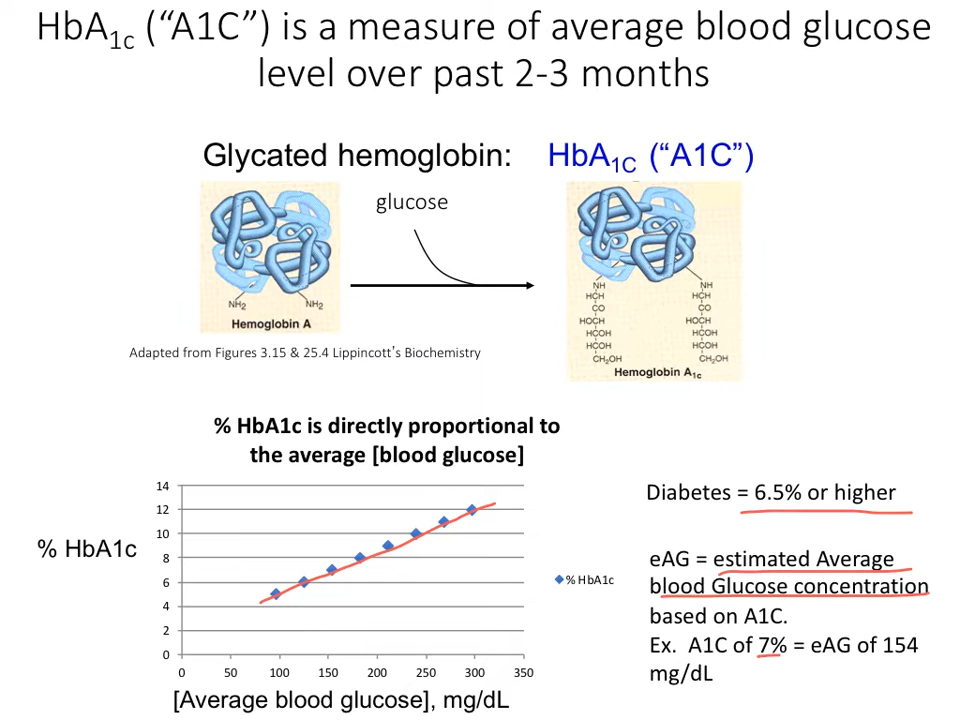 HbA1c (“A1C”) is a measure of average blood glucose
level over past 2-3 months
Glycated hemoglobin: HbA1C (“A1C”)
glucose
NH2 NH2
Hemoglobin A
NH NH
HCH HCH
CO CO
HOCH HOCH
HCOH HCOH
HCOH HCOH
CH2OH CH2OH
Hemoglobin A1c
Adapted from Figures 3.15 & 25.4 Lippincott’s Biochemistry
% HbA1c is directly proportional to
the average [blood glucose]
14
12
10
8
6
4
2
0
% HbA1c
0 50 100 150 200 250 300 350
[Average blood glucose], mg/dL
% HbA1c
Diabetes = 6.5% or higher
eAG = estimated Average
blood Glucose concentration
based on A1C.
Ex. A1C of 7% = eAG of 154
mg/dL